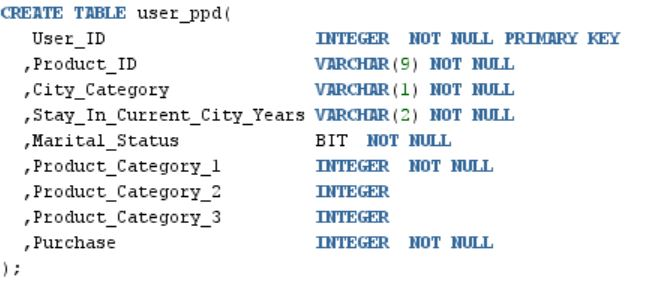 CREATE TABLE user_ppd(
   User_ID                         INTEGER  NOT NULL PRIMARY KEY
  ,Product_ID                      VARCHAR(9) NOT NULL
  ,City_Category                   VARCHAR(1) NOT NULL
  ,Stay_In_Current_City_Years VARCHAR(2) NOT NULL
  ,Marital_Status                  BIT  NOT NULL
  ,Product_Category_1              INTEGER  NOT NULL
  ,Product_Category_2              INTEGER
  ,Product_Category_3              INTEGER
  ,Purchase                        INTEGER  NOT NULL
);